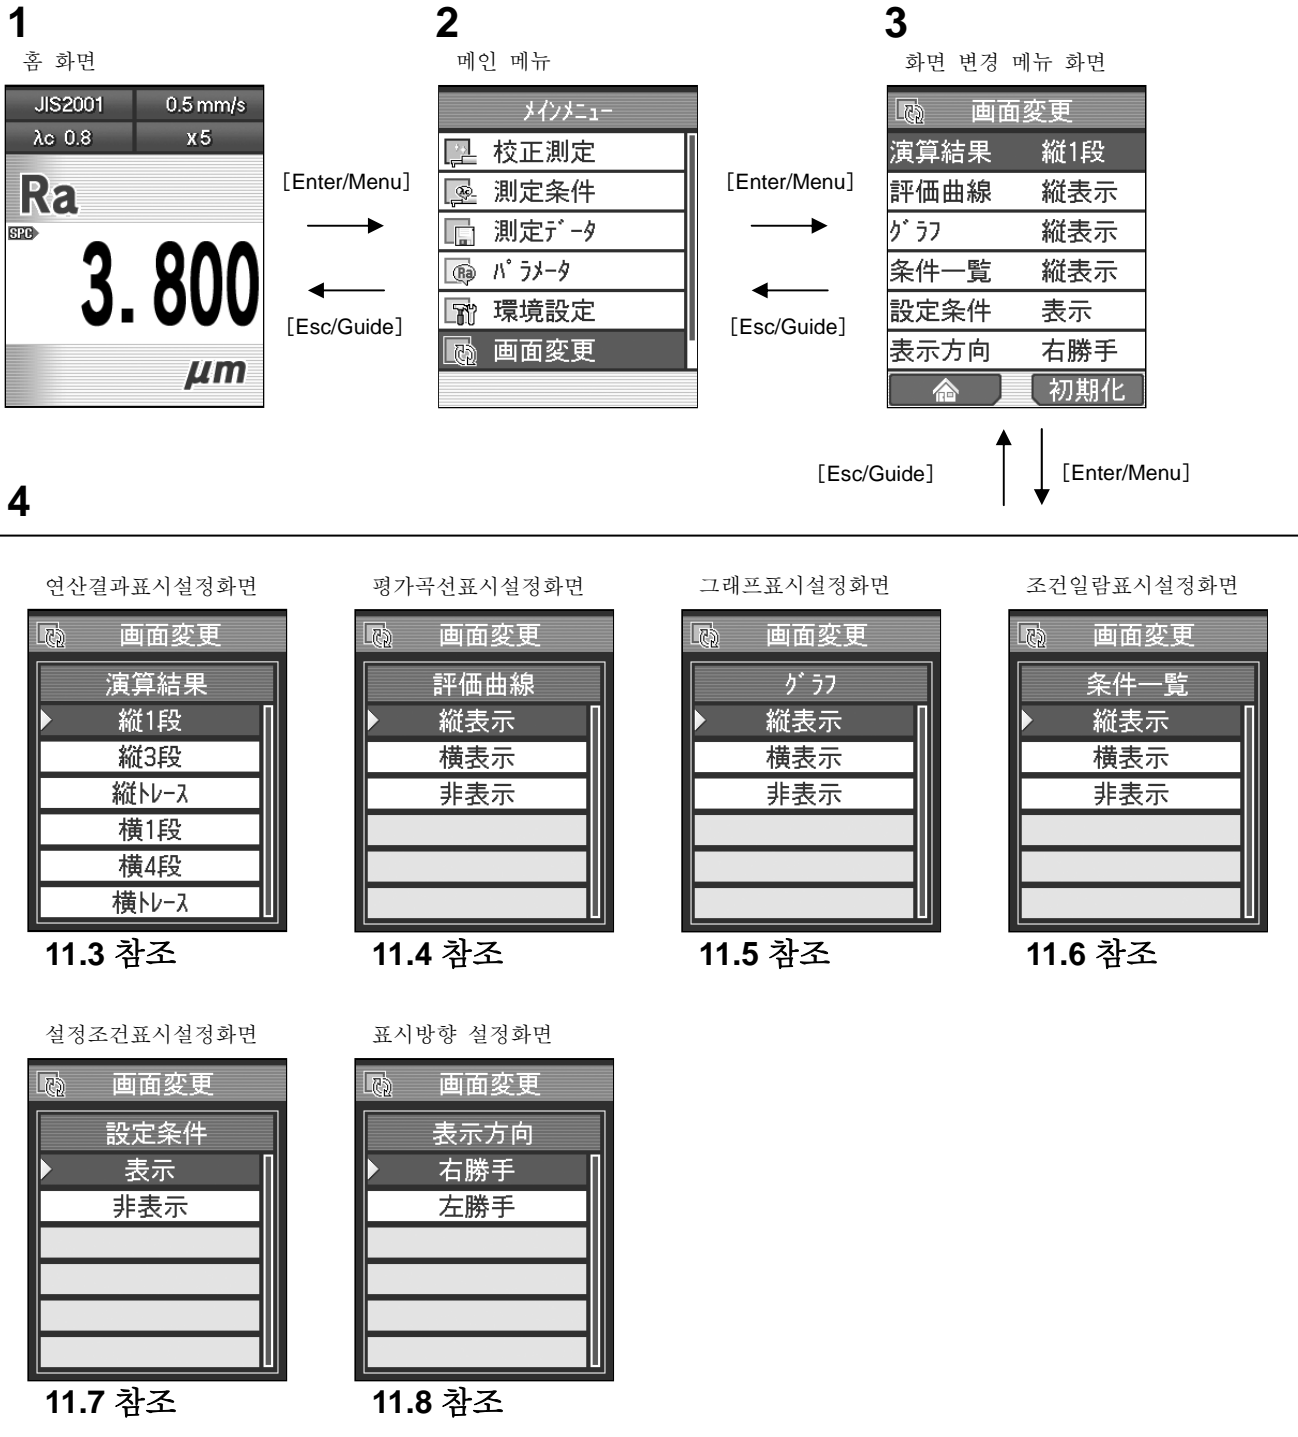 1
홈 화면
JIS2001 0.5 mm/s
λc 0.8 x 5
Ra
SPC
3.800
μm
[Enter/Menu]
[Esc/Guide]
2
메인 메뉴
ﾒｲﾝﾒﾆｭｰ
校正測定
測定条件
測定ﾃﾞｰﾀ
Ra ﾊﾟﾗﾒｰﾀ
環境設定
画面変更
[Enter/Menu]
[Esc/Guide]
3
화면 변경 메뉴 화면
画面変更
演算結果 縦1段
評価曲線 縦表示
ｸﾞﾗﾌ 縦表示
条件一覧 縦表示
設定条件 表示
表示方向 右勝手
初期化
[Esc/Guide] [Enter/Menu]
4
연산결과표시설정화면
画面変更
演算結果
縦1段
縦3段
縦ﾄﾚｰｽ
横1段
横4段
横ﾄﾚｰｽ
11.3 참조
평가곡선표시설정화면
画面変更
評価曲線
縦表示
横表示
非表示
11.4 참조
그래프표시설정화면
画面変更
ｸﾞﾗﾌ
縦表示
横表示
非表示
11.5 참조
조건일람표시설정화면
画面変更
条件一覧
縦表示
横表示
非表示
11.6 참조
설정조건표시설정화면
画面変更
設定条件
表示
非表示
11.7 참조
표시방향 설정화면
画面変更
表示方向
右勝手
左勝手
11.8 참조